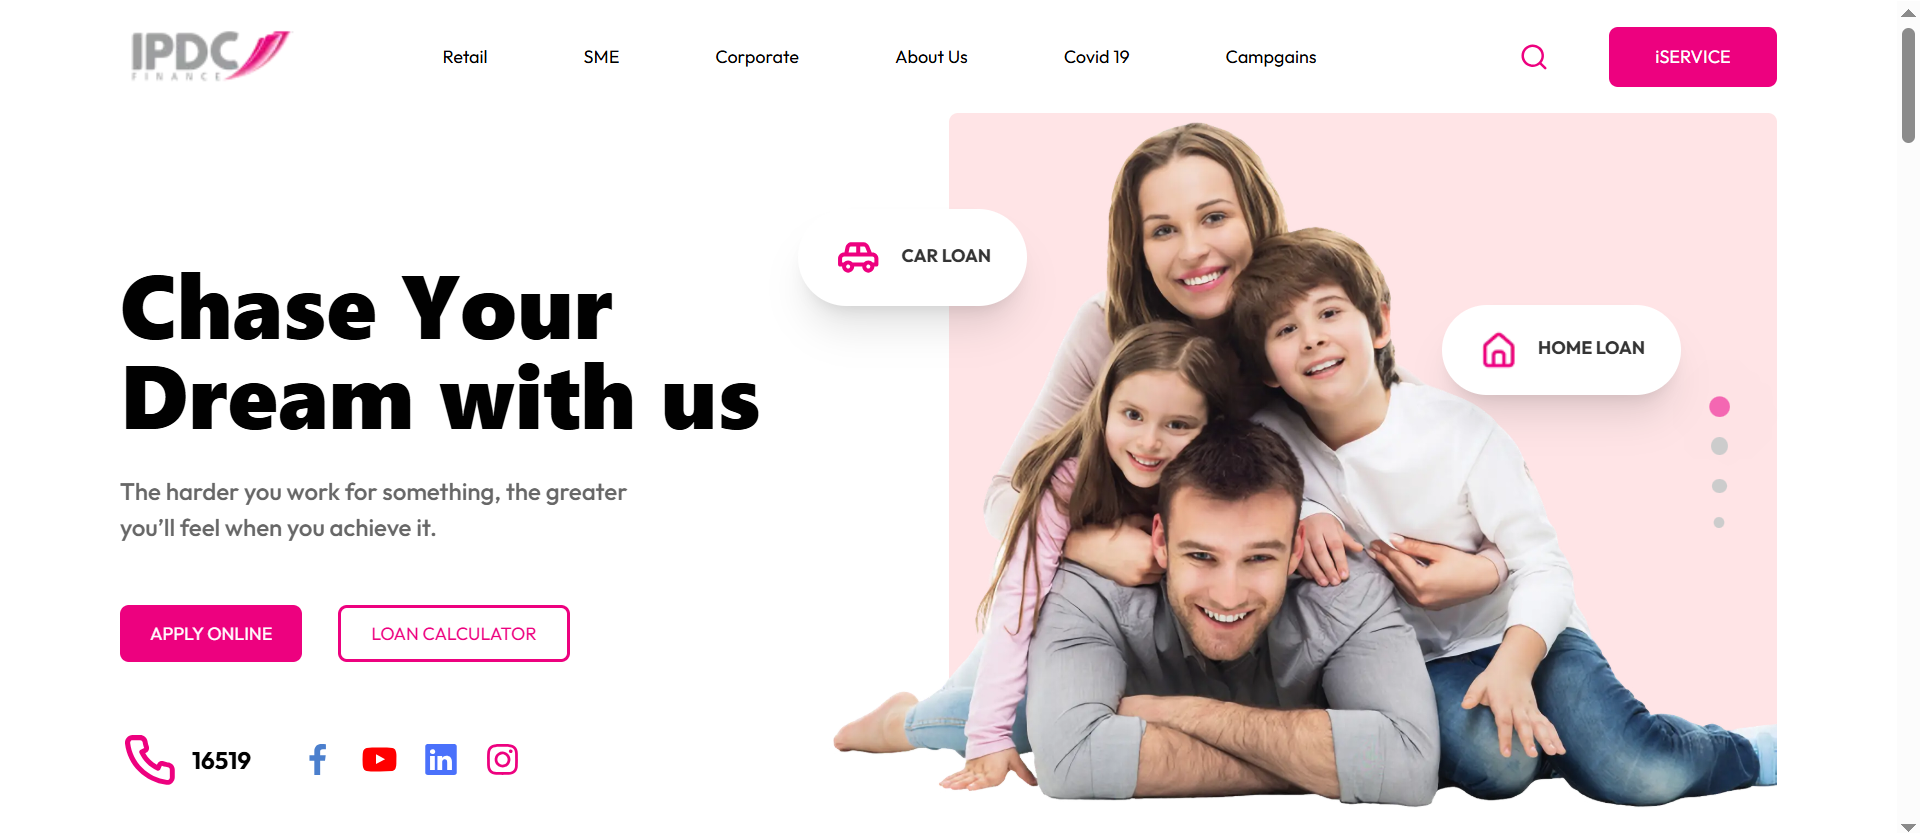 IPDC
FINANCE
Retail
SME
Corporate
About Us
Covid 19
Campgains
iSERVICE
CAR LOAN
HOME LOAN
Chase Your
Dream with us
The harder you work for something, the greater
you’ll feel when you achieve it.
APPLY ONLINE
LOAN CALCULATOR
16519